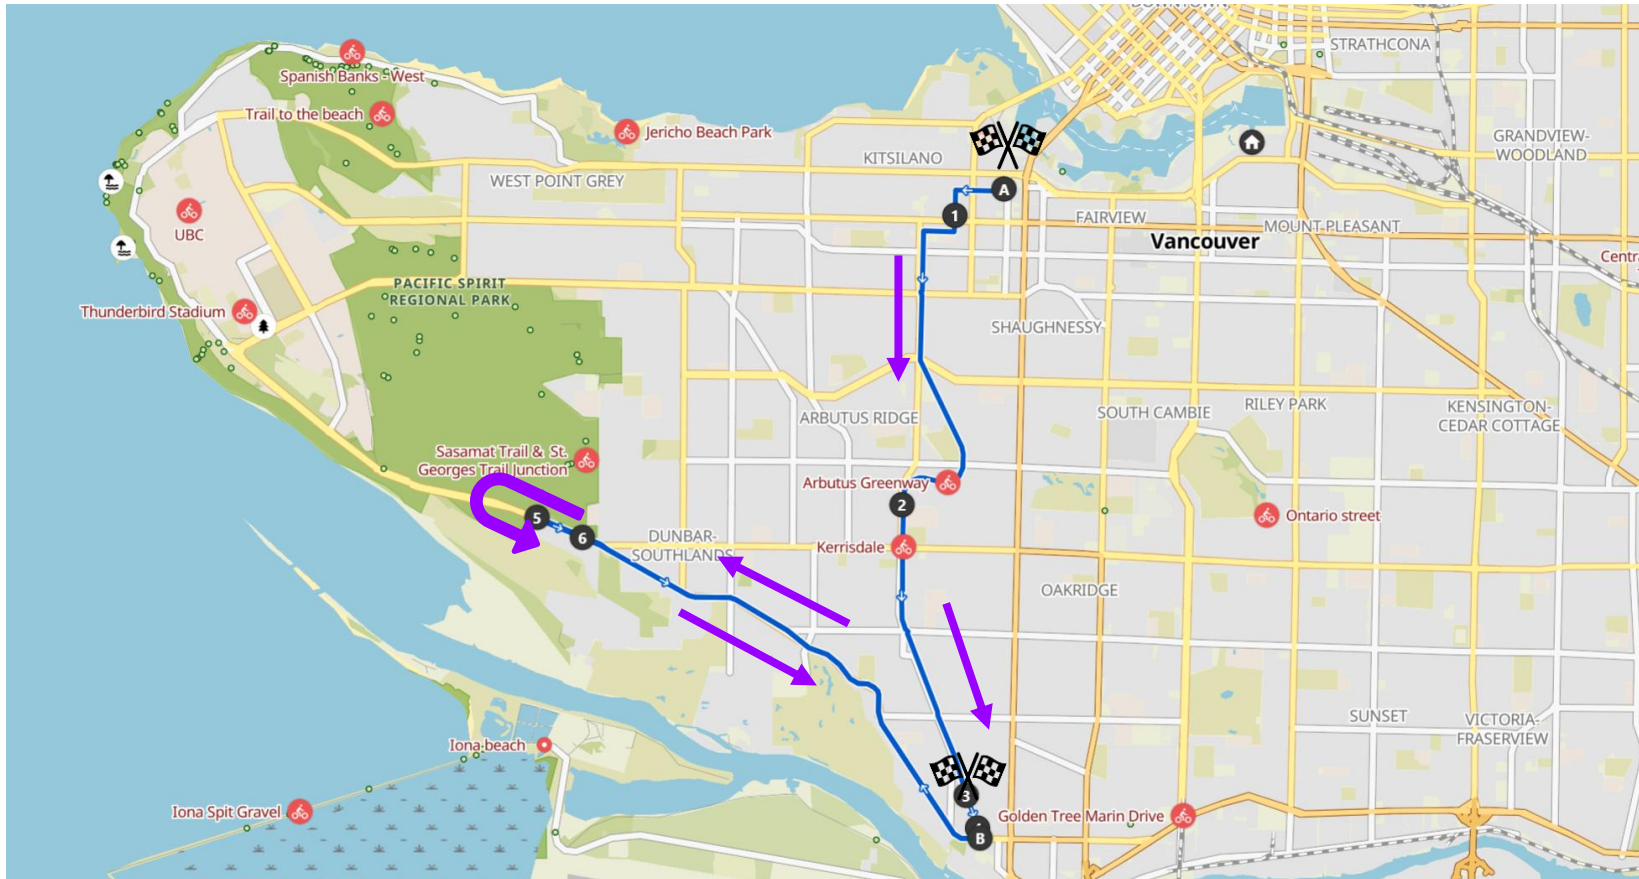 DOWNTOWN
STRATHCONA
Spanish Banks - West
Trail to the beach
Jericho Beach Park
KITSILANO
GRANDVIEW-
WOODLAND
WEST POINT GREY
A
1
FAIRVIEW
MOUNT PLEASANT
UBC
Vancouver
Centra
PACIFIC SPIRIT
REGIONAL PARK
Thunderbird Stadium
SHAUGHNESSY
ARBUTUS RIDGE
SOUTH CAMBIE
RILEY PARK
KENSINGTON-
CEDAR COTTAGE
Sasamat Trail & St.
Georges Trail Junction
Arbutus Greenway
2
5
Ontario street
6
DUNBAR-
SOUTHLANDS
Kerrisdale
OAKRIDGE
SUNSET
VICTORIA-
FRASERVIEW
Iona beach
3
Iona Spit Gravel
Golden Tree Marin Drive
B